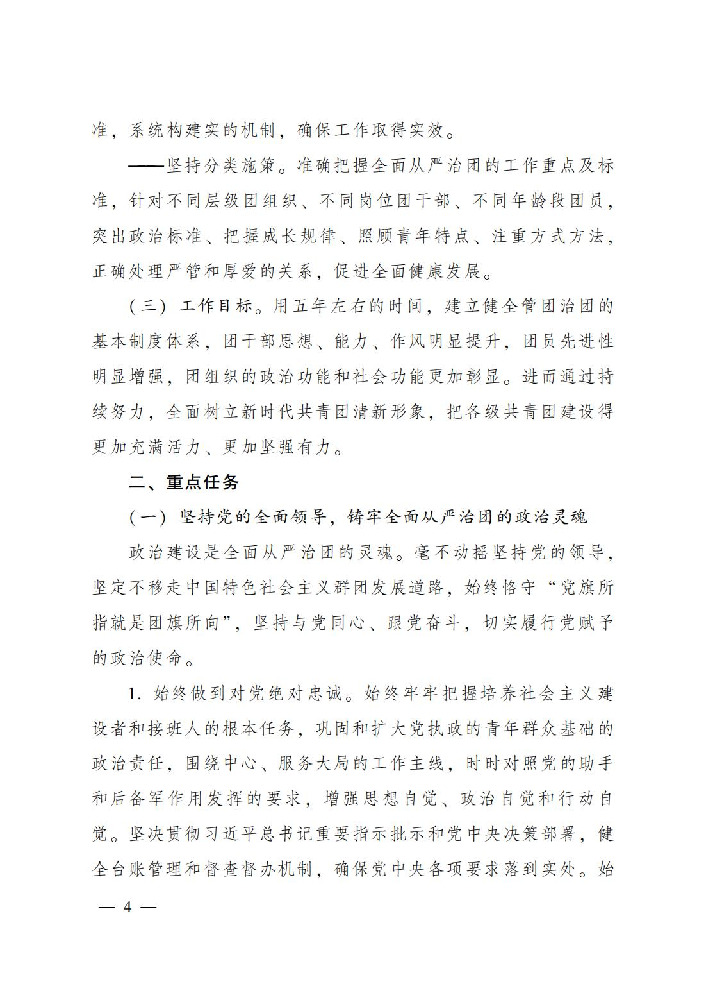 准，系统构建实的机制，确保工作取得实效。
——坚持分类施策。准确把握全面从严治团的工作重点及标
准，针对不同层级团组织、不同岗位团干部、不同年龄段团员，
突出政治标准、把握成长规律、照顾青年特点、注重方式方法，
正确处理严管和厚爱的关系，促进全面健康发展。
（三）工作目标。用五年左右的时间，建立健全管团治团的
基本制度体系，团干部思想、能力、作风明显提升，团员先进性
明显增强，团组织的政治功能和社会功能更加彰显。进而通过持
续努力，全面树立新时代共青团清新形象，把各级共青团建设得
更加充满活力、更加坚强有力。
二、重点任务
（一）坚持党的全面领导，铸牢全面从严治团的政治灵魂
政治建设是全面从严治团的灵魂。毫不动摇坚持党的领导，
坚定不移走中国特色社会主义群团发展道路，始终恪守“党旗所
指就是团旗所向”，坚持与党同心、跟党奋斗，切实履行党赋予
的政治使命。
1. 始终做到对党绝对忠诚。始终牢牢把握培养社会主义建
设者和接班人的根本任务，巩固和扩大党执政的青年群众基础的
政治责任，围绕中心、服务大局的工作主线，时时对照党的助手
和后备军作用发挥的要求，增强思想自觉、政治自觉和行动自
觉。坚决贯彻习近平总书记重要指示批示和党中央决策部署，健
全台账管理和督查督办机制，确保党中央各项要求落到实处。始
— 4 —